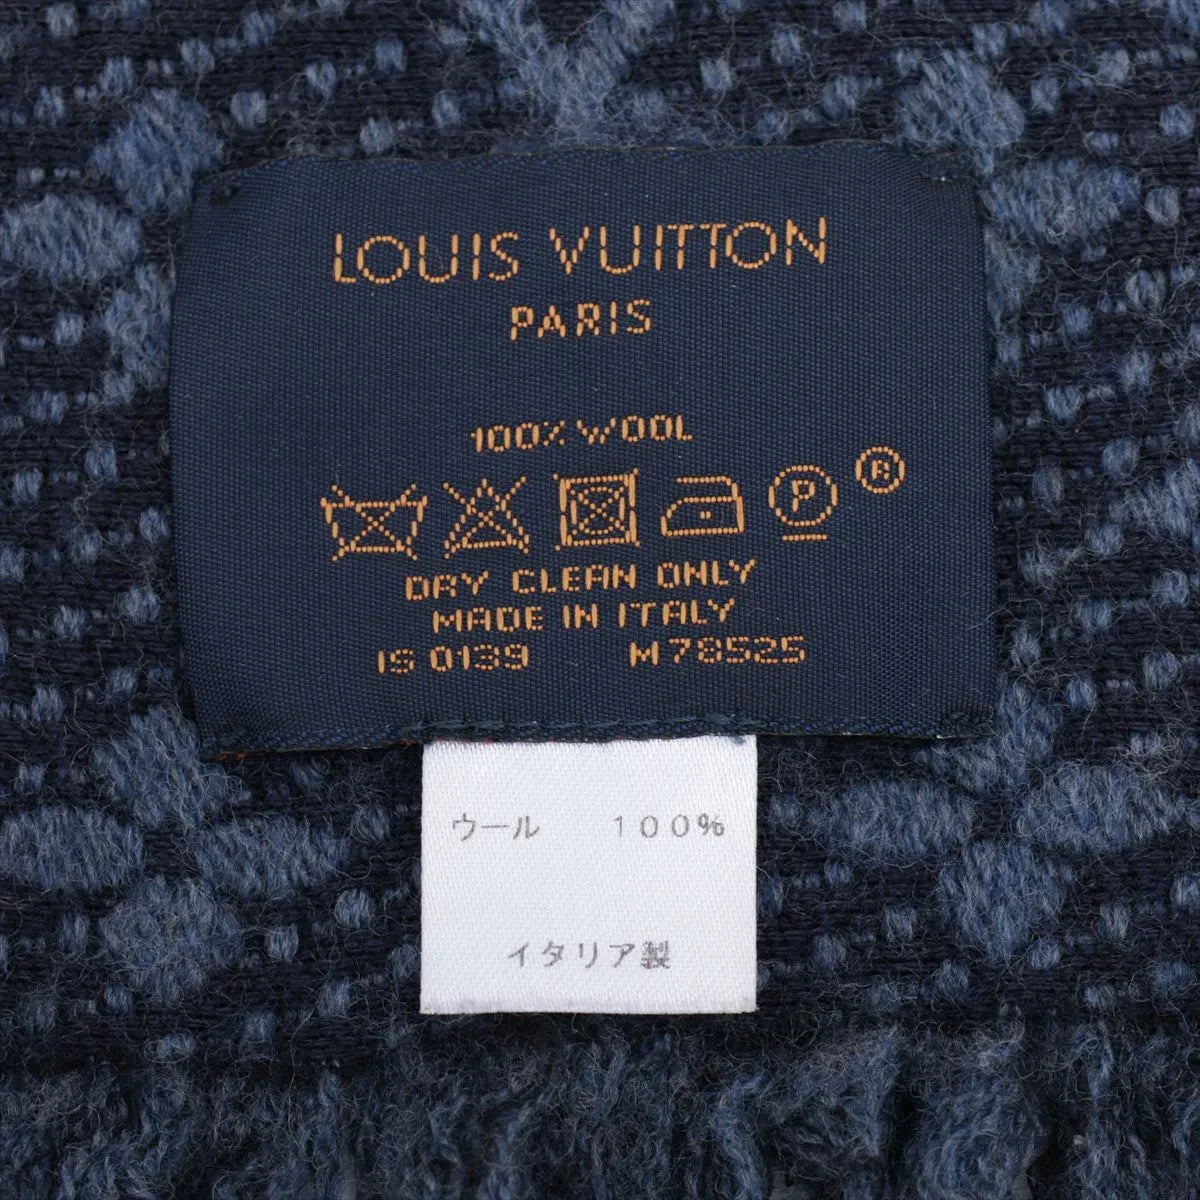 LOUIS VUITTON
PARIS
100% WOOL
P ®
DRY CLEAN ONLY
MADE IN ITALY
IS 0139 M78525
ウール 100%
イタリア製